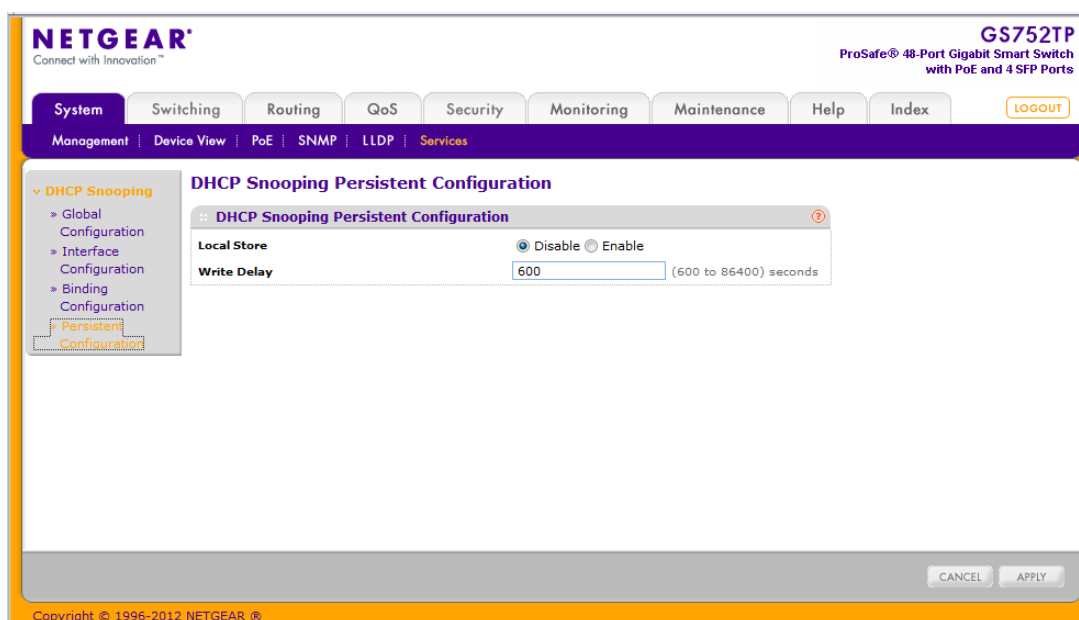 NETGEAR®
Connect with Innovation™
GS752TP
ProSafe® 48-Port Gigabit Smart Switch
with PoE and 4 SFP Ports
System Switching Routing QoS Security Monitoring Maintenance Help Index LOGOUT
Management Device View PoE SNMP LLDP Services
DHCP Snooping
» Global
Configuration
» Interface
Configuration
» Binding
Configuration
» Persistent
Configuration
DHCP Snooping Persistent Configuration
DHCP Snooping Persistent Configuration ?
Local Store Disable Enable
Write Delay 600 (600 to 86400) seconds
CANCEL APPLY
Copyright © 1996-2012 NETGEAR ®